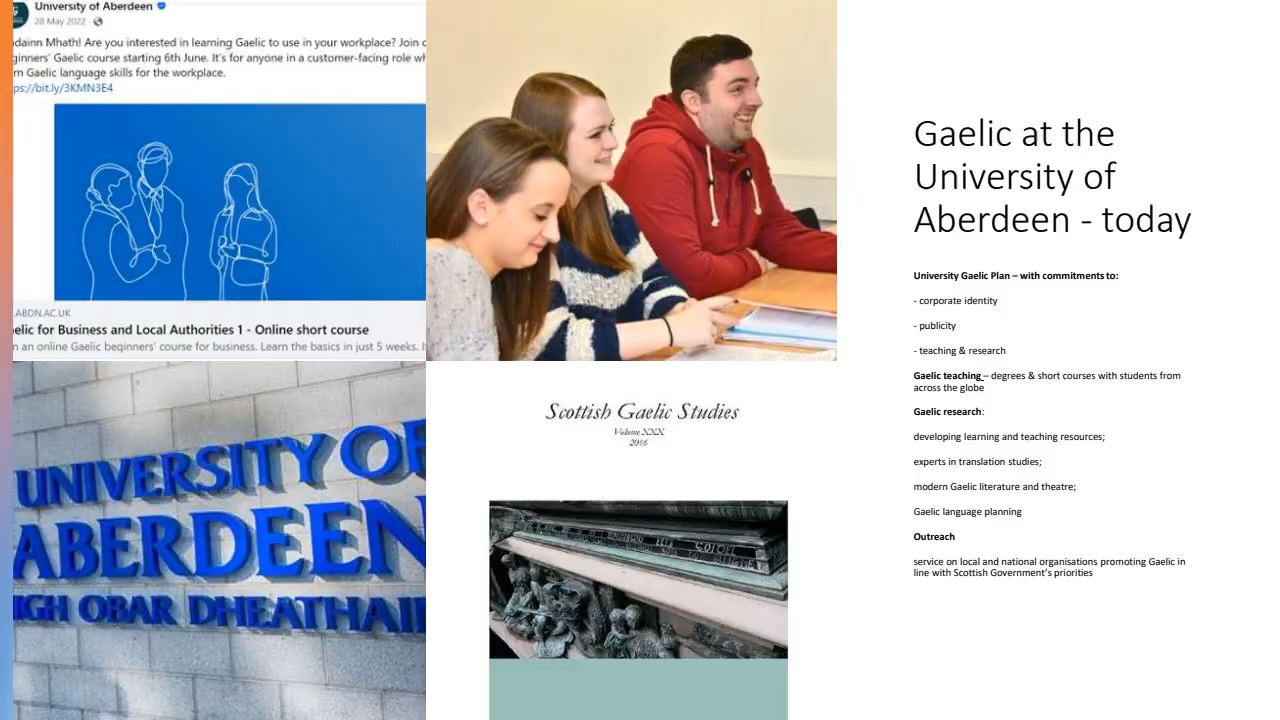 University of Aberdeen
28 May 2022
Mhath! Are you interested in learning Gaelic to use in your workplace? Join
Gaelic course starting 6th June. It's for anyone in a customer-facing role
Gaelic language skills for the workplace.
ps://bit.ly/3KMN3E4
.ABDN.AC.UK
elic for Business and Local Authorities 1 - Online short course
an online Gaelic beginners' course for business. Learn the basics in just 5 weeks.
UNIVERSITY OF
ABERDEEN
OBAR DHEATHAIN
Scottish Gaelic Studies
Volume XXX
2016
Gaelic at the
University of
Aberdeen - today
University Gaelic Plan – with commitments to:
- corporate identity
- publicity
- teaching & research
Gaelic teaching – degrees & short courses with students from
across the globe
Gaelic research:
developing learning and teaching resources;
experts in translation studies;
modern Gaelic literature and theatre;
Gaelic language planning
Outreach
service on local and national organisations promoting Gaelic in
line with Scottish Government's priorities